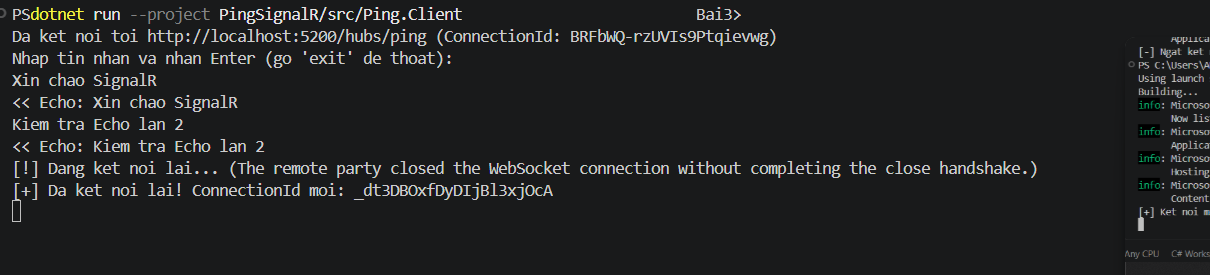 PSdotnet run --project PingSignalR/src/Ping.Client Bai3>
Da ket noi toi http://localhost:5200/hubs/ping (ConnectionId: BRFbWQ-rzUVIs9Ptqievwg)
Nhap tin nhan va nhan Enter (go 'exit' de thoat):
Xin chao SignalR
<< Echo: Xin chao SignalR
Kiem tra Echo lan 2
<< Echo: Kiem tra Echo lan 2
[!] Dang ket noi lai... (The remote party closed the WebSocket connection without completing the close handshake.)
[+] Da ket noi lai! ConnectionId moi: _dt3DBOxfDyDIjBl3xjOcA
Applica
[-] Ngat ket
PS C:\Users\A
Using launch
Building...
info: Microso
Now list
info: Microso
Applicat
info: Microso
Hosting
info: Microso
Content
[+] Ket noi m
Any CPU C# Works